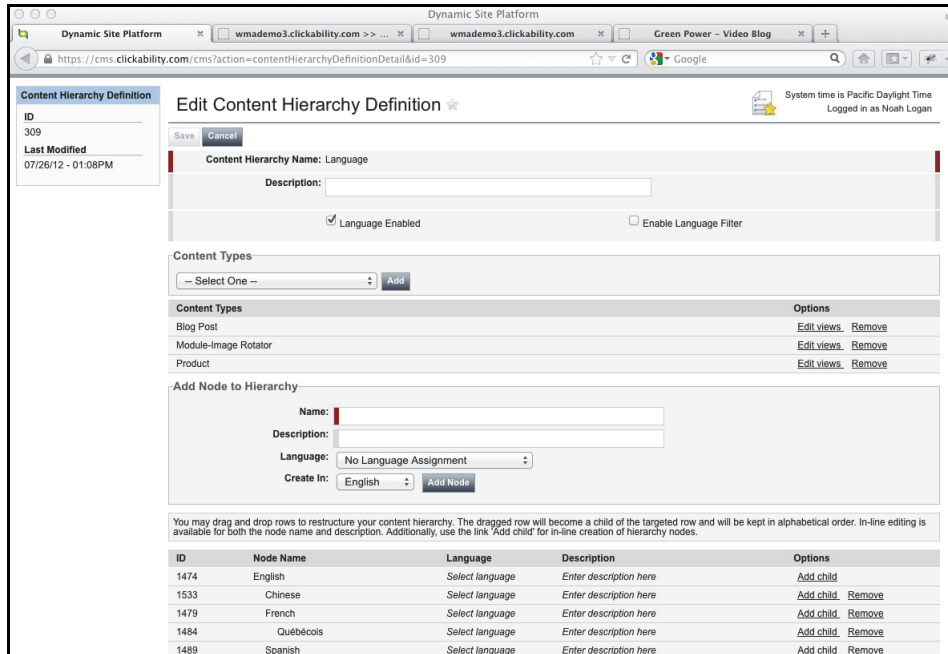 Dynamic Site Platform
Dynamic Site Platform
wmademo3.clickability.com >> ...
wmademo3.clickability.com
Green Power – Video Blog
https://cms.clickability.com/cms?action=contentHierarchyDefinitionDetail&id=309
Google
Content Hierarchy Definition
ID
309
Last Modified
07/26/12 - 01:08PM
Edit Content Hierarchy Definition
System time is Pacific Daylight Time
Logged in as Noah Logan
Save Cancel
Content Hierarchy Name: Language
Description:
Language Enabled
Enable Language Filter
Content Types
-- Select One -- Add
Content Types Options
Blog Post Edit views Remove
Module-Image Rotator Edit views Remove
Product Edit views Remove
Add Node to Hierarchy
Name:
Description:
Language: No Language Assignment
Create In: English Add Node
You may drag and drop rows to restructure your content hierarchy. The dragged row will become a child of the targeted row and will be kept in alphabetical order. In-line editing is
available for both the node name and description. Additionally, use the link 'Add child' for in-line creation of hierarchy nodes.
ID Node Name Language Description Options
1474 English Select language Enter description here Add child
1533 Chinese Select language Enter description here Add child Remove
1479 French Select language Enter description here Add child Remove
1484 Québécois Select language Enter description here Add child Remove
1489 Spanish Select language Enter description here Add child Remove